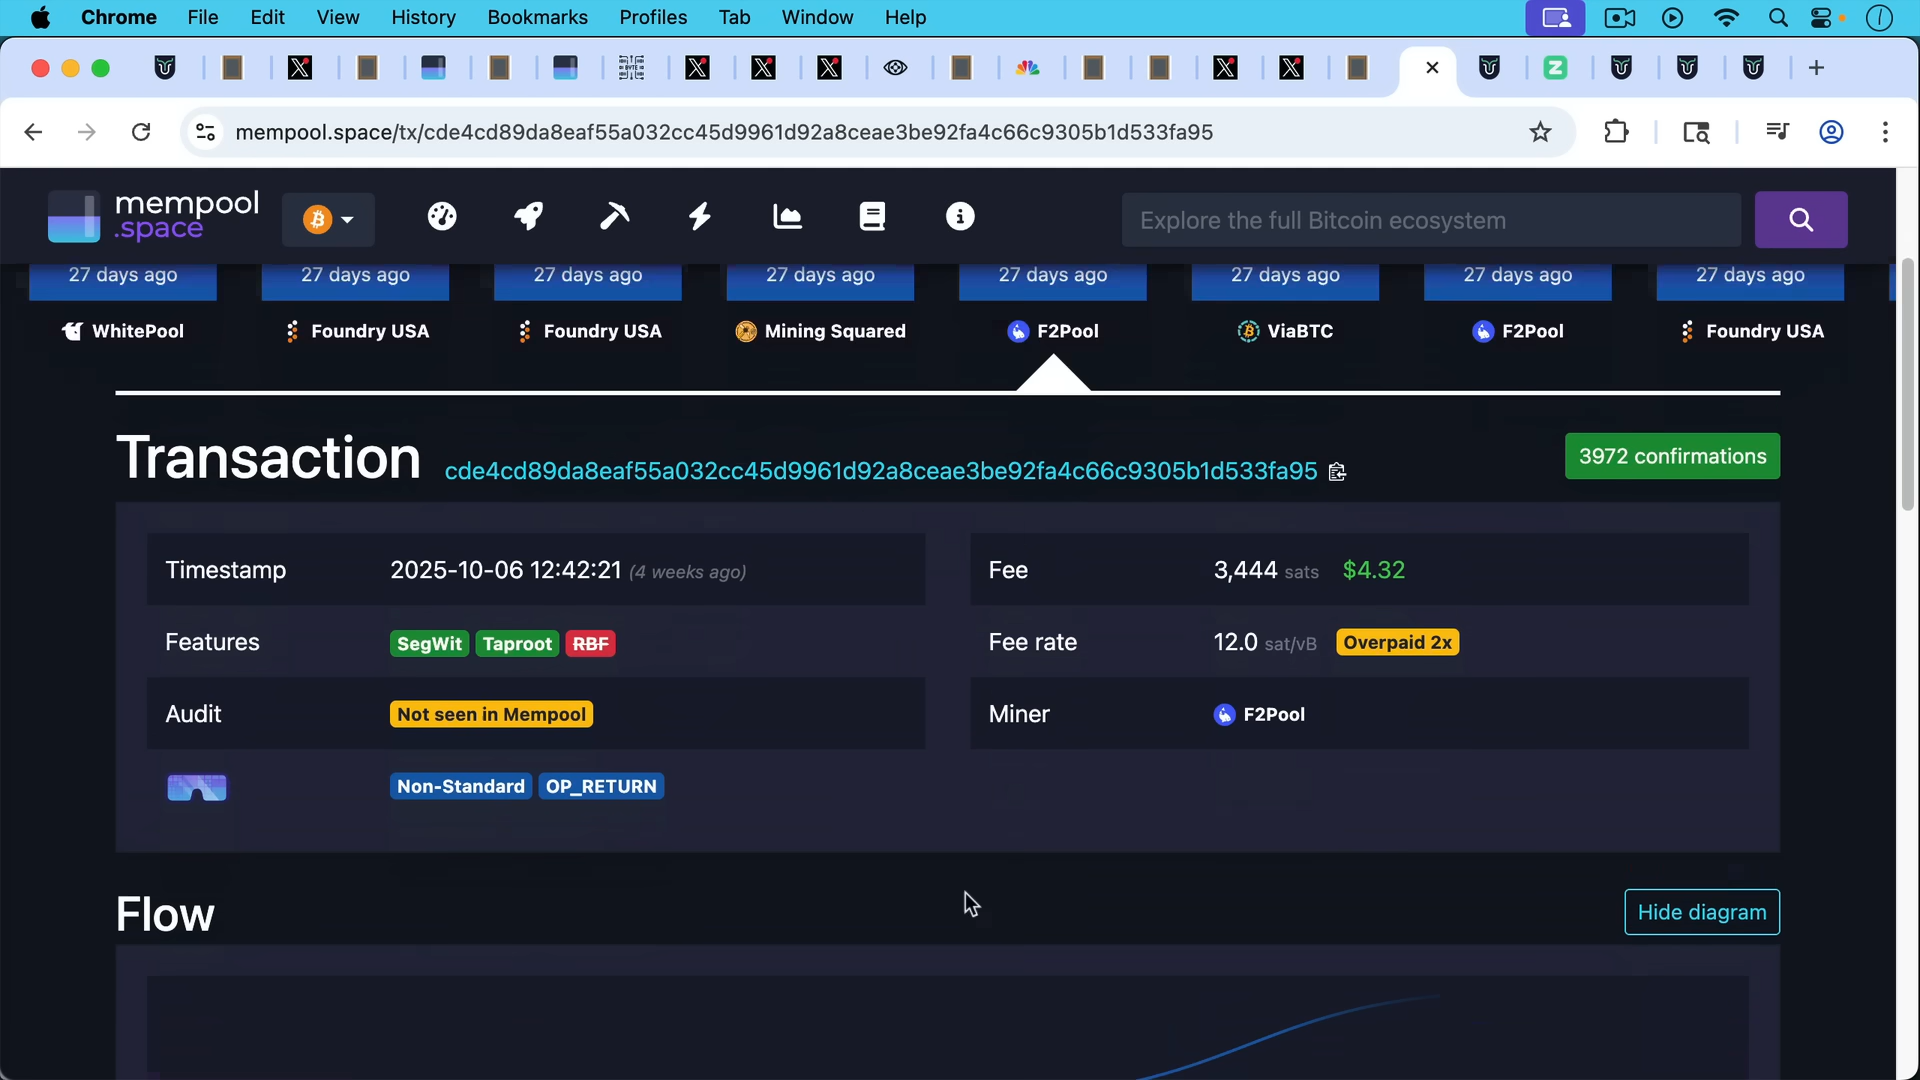 Chrome File Edit View History Bookmarks Profiles Tab Window Help
mempool.space/tx/cde4cd89da8eaf55a032cc45d9961d92a8ceae3be92fa4c66c9305b1d533fa95
mempool
.space
Explore the full Bitcoin ecosystem
27 days ago 27 days ago 27 days ago 27 days ago 27 days ago 27 days ago 27 days ago 27 days ago
WhitePool Foundry USA Foundry USA Mining Squared F2Pool ViaBTC F2Pool Foundry USA
Transaction cde4cd89da8eaf55a032cc45d9961d92a8ceae3be92fa4c66c9305b1d533fa95 3972 confirmations
Timestamp 2025-10-06 12:42:21 (4 weeks ago) Fee 3,444 sats $4.32
Features SegWit Taproot RBF Fee rate 12.0 sat/vB Overpaid 2x
Audit Not seen in Mempool Miner F2Pool
Non-Standard OP_RETURN
Flow Hide diagram